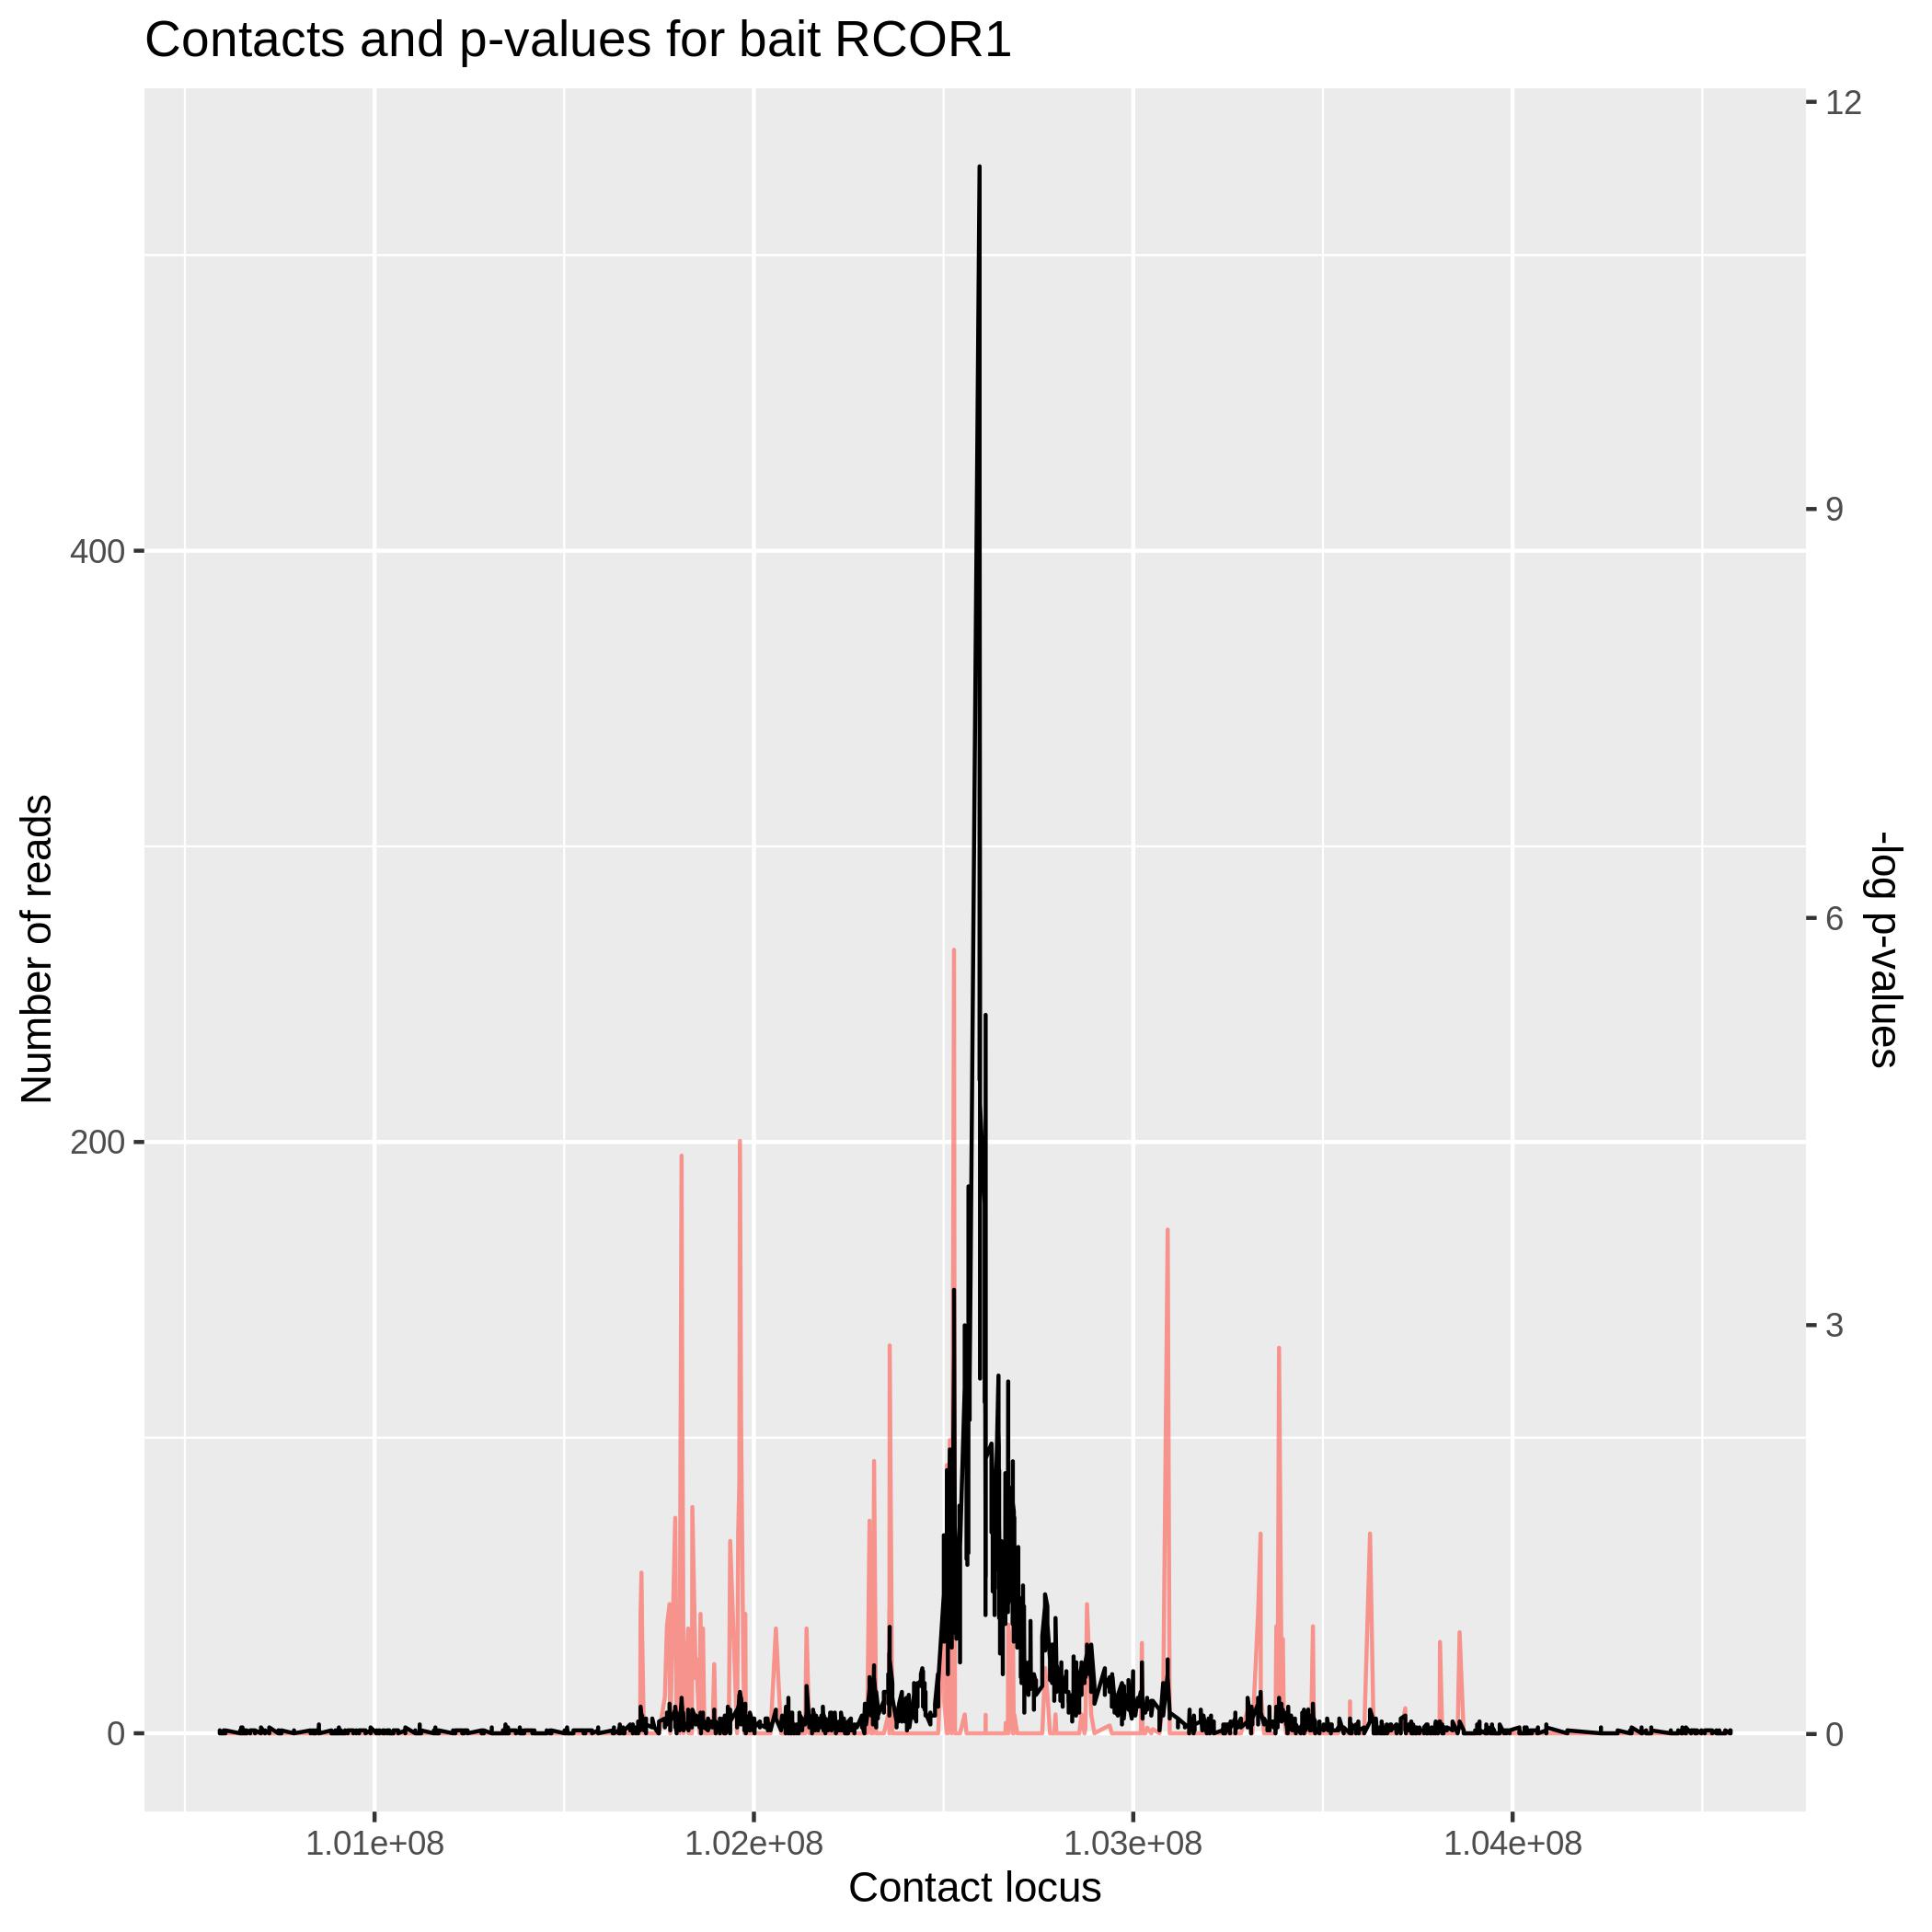 Contacts and p-values for bait RCOR1
Number of reads
400
200
0
12
9
6
3
0
-log p-values
1.01e+08
1.02e+08
1.03e+08
1.04e+08
Contact locus